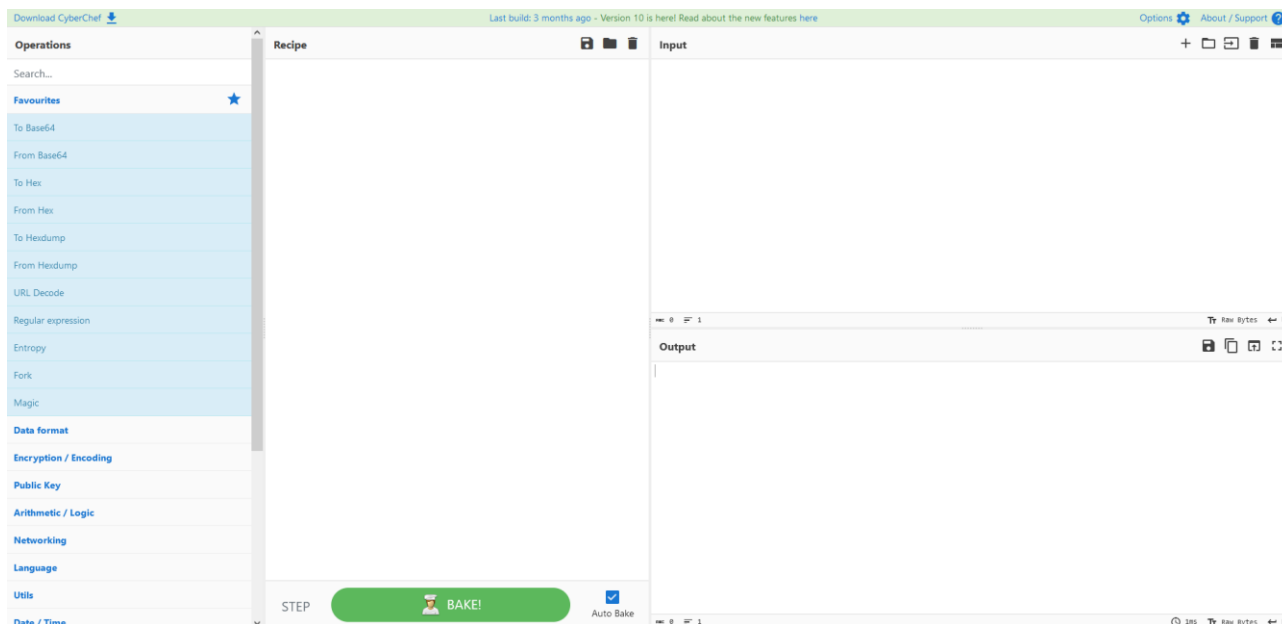 Download CyberChef
Last build: 3 months ago - Version 10 is here! Read about the new features here
Options
About / Support
Operations
Search...
Favourites
To Base64
From Base64
To Hex
From Hex
To Hexdump
From Hexdump
URL Decode
Regular expression
Entropy
Fork
Magic
Data format
Encryption / Encoding
Public Key
Arithmetic / Logic
Networking
Language
Utils
Date / Time
Recipe
STEP
BAKE!
Auto Bake
Input
0 1
Raw Bytes
Output
0 1
1ms Raw Bytes